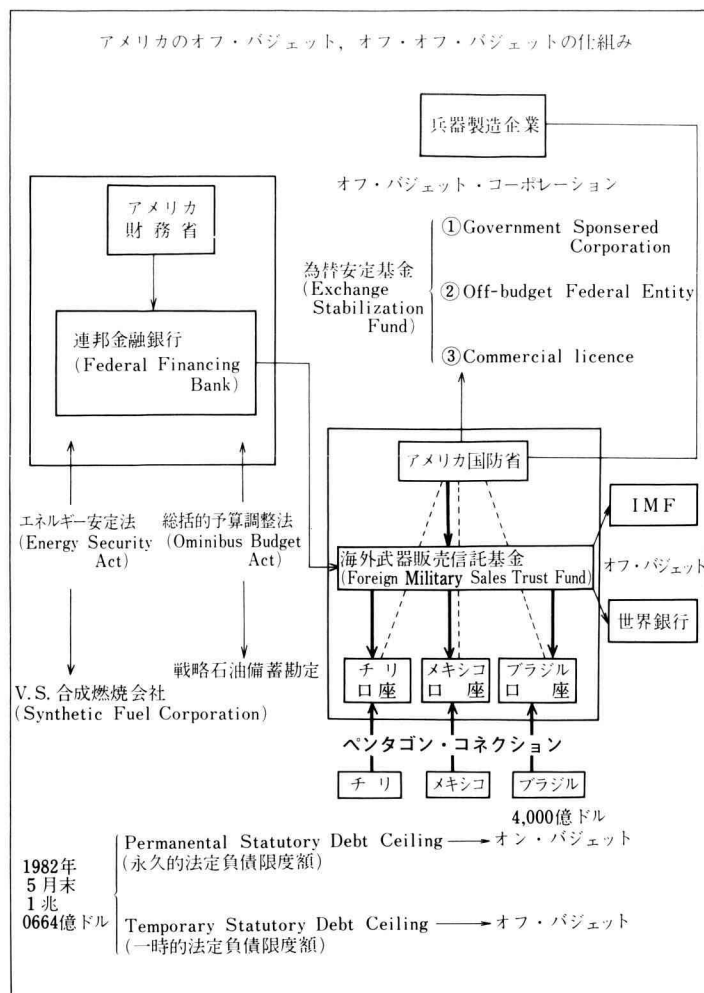 アメリカのオフ・バジェット，オフ・オフ・バジェットの仕組み
兵器製造企業
オフ・バジェット・コーポレーション
アメリカ
財務省
①Government Sponsered
Corporation
為替安定基金
(Exchange
Stabilization
Fund)
②Off-budget Federal Entity
③Commercial licence
連邦金融銀行
(Federal Financing
Bank)
アメリカ国防省
エネルギー安定法
(Energy Security
Act)
総括的予算調整法
(Ominibus Budget
Act)
海外武器販売信託基金
(Foreign Military Sales Trust Fund)
IMF
オフ・バジェット
世界銀行
戦略石油備蓄勘定
V.S.合成燃焼会社
(Synthetic Fuel Corporation)
チリ
口座
メキシコ
口座
ブラジル
口座
ペンタゴン・コネクション
チリ
メキシコ
ブラジル
4,000億ドル
1982年
5月末
1兆
0664億ドル
Permanental Statutory Debt Ceiling→オン・バジェット
(永久的法定負債限度額)
Temporary Statutory Debt Ceiling→オフ・バジェット
(一時的法定負債限度額)